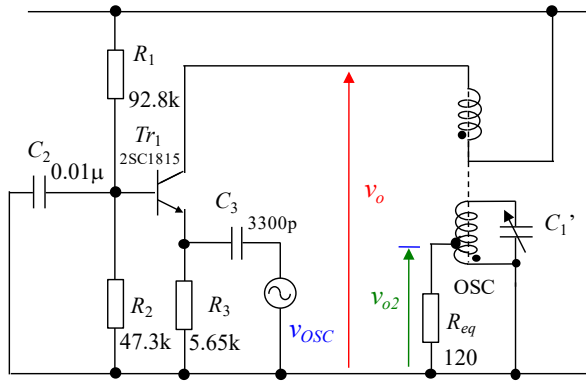 R1
92.8k
Tr1
2SC1815
C2
0.01μ
C3
3300p
vo
C1’
OSC
vo2
R2
47.3k
R3
5.65k
vOSC
Req
120